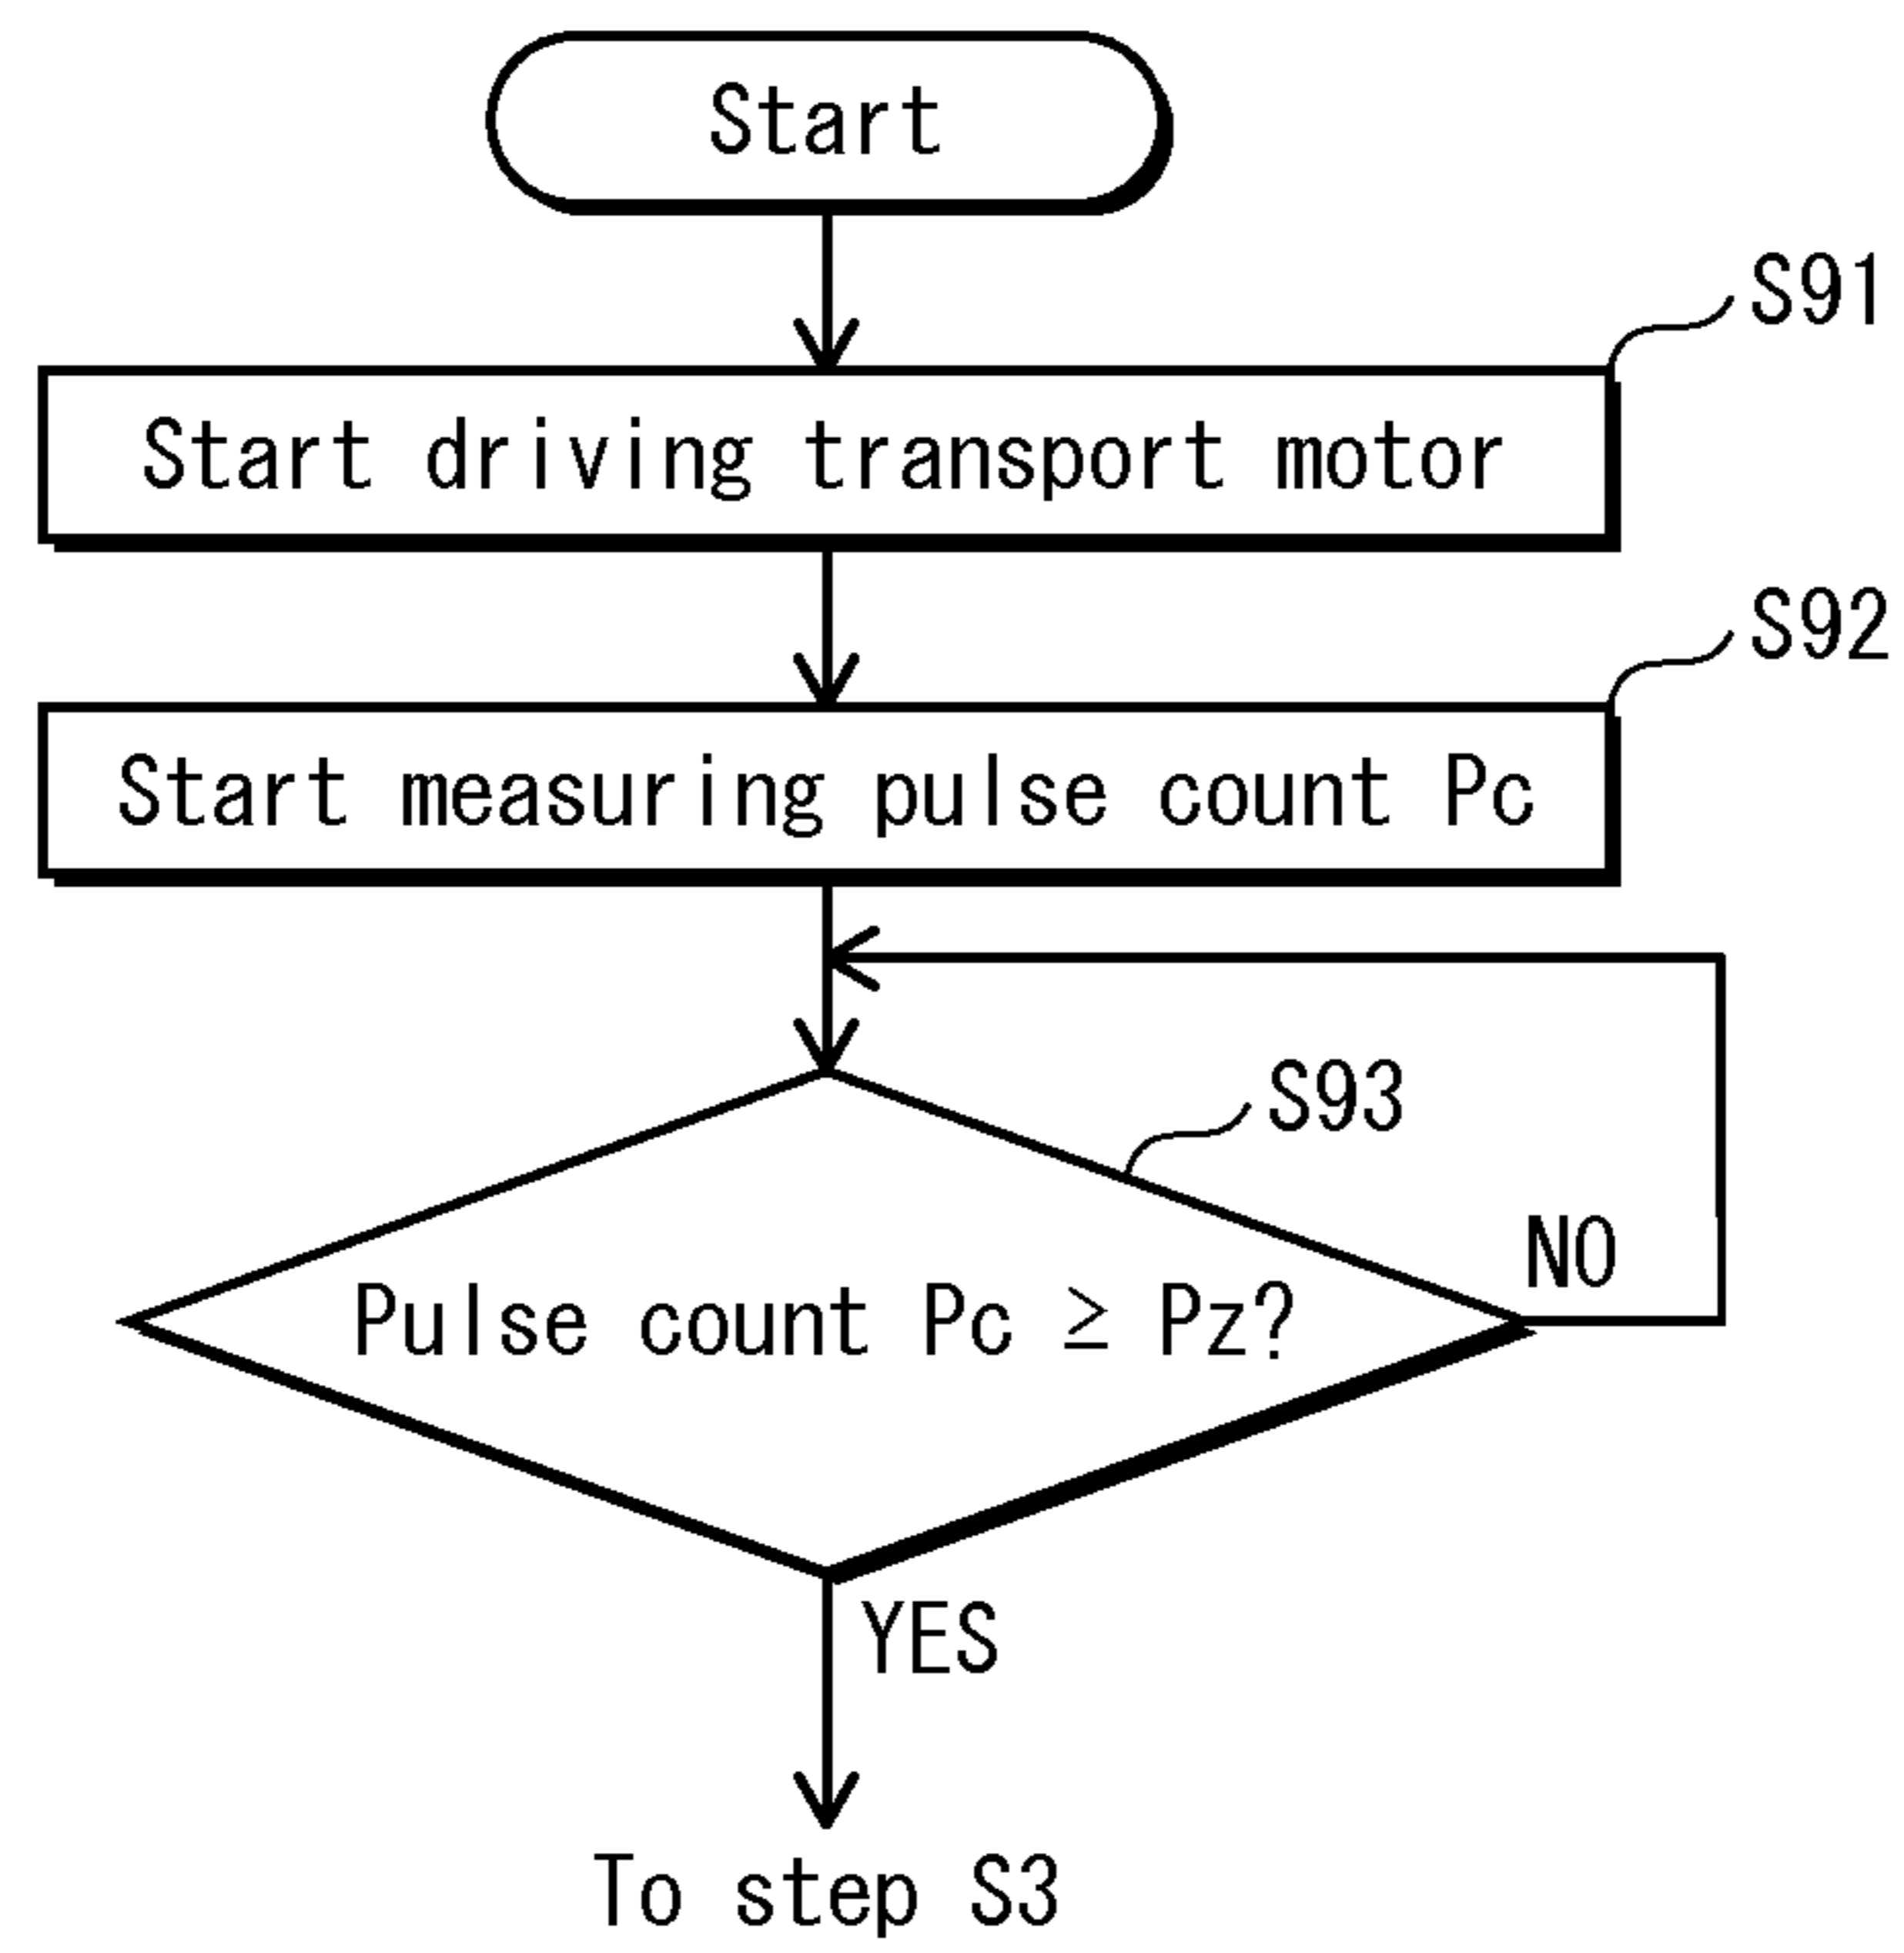 Start
S91
Start driving transport motor
S92
Start measuring pulse count Pc
S93
NO
Pulse count Pc ≥ Pz?
YES
To step S3